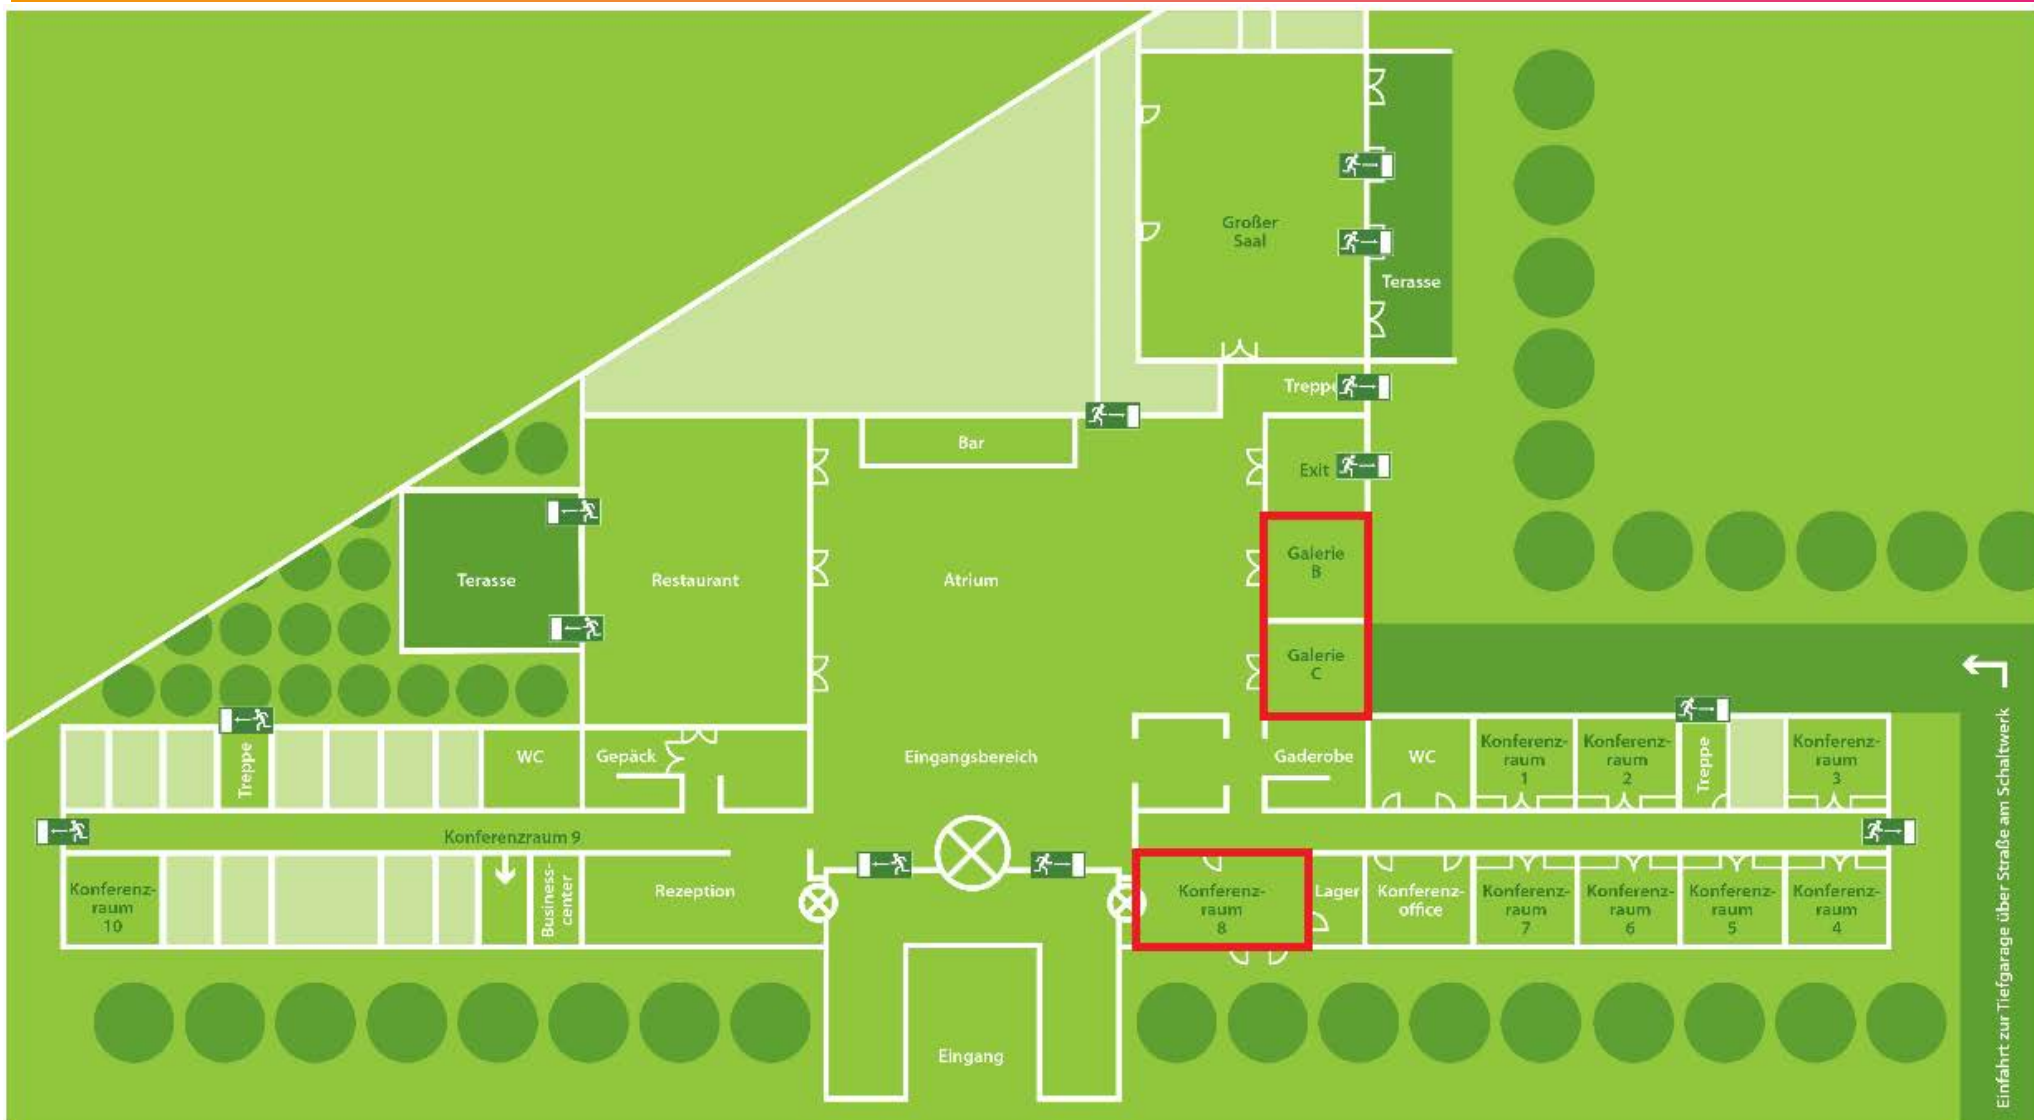 Großer
Saal
Terasse
Treppe
Bar
Exit
Galerie
B
Terasse
Restaurant
Atrium
Galerie
C
Treppe
WC
Gepäck
Eingangsbereich
Gaderobe
WC
Konferenz-
raum
1
Konferenz-
raum
2
Treppe
Konferenz-
raum
3
Konferenzraum 9
Konferenz-
raum
10
Business-
center
Rezeption
Konferenz-
raum
8
Lager
Konferenz-
office
Konferenz-
raum
7
Konferenz-
raum
6
Konferenz-
raum
5
Konferenz-
raum
4
Eingang
Einfahrt zur Tiefgarage über Straße am Schaltwerk